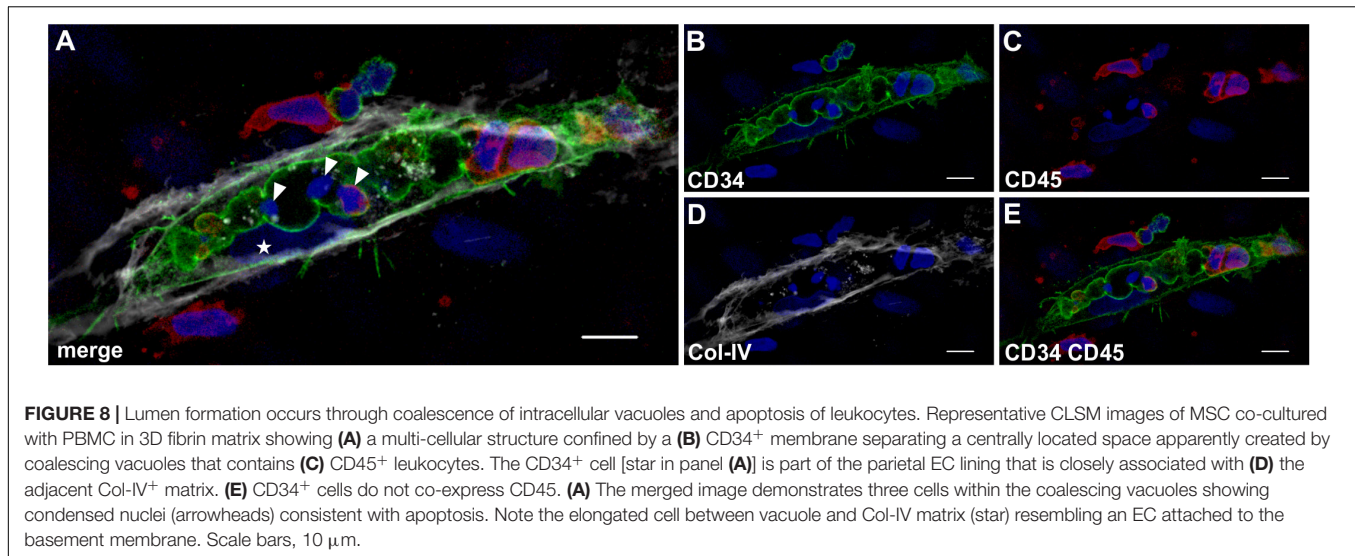 A
merge
B
CD34
C
CD45
D
Col-IV
E
CD34 CD45
FIGURE 8 | Lumen formation occurs through coalescence of intracellular vacuoles and apoptosis of leukocytes. Representative CLSM images of MSC co-cultured
with PBMC in 3D fibrin matrix showing (A) a multi-cellular structure confined by a (B) CD34+ membrane separating a centrally located space apparently created by
coalescing vacuoles that contains (C) CD45+ leukocytes. The CD34+ cell [star in panel (A)] is part of the parietal EC lining that is closely associated with (D) the
adjacent Col-IV+ matrix. (E) CD34+ cells do not co-express CD45. (A) The merged image demonstrates three cells within the coalescing vacuoles showing
condensed nuclei (arrowheads) consistent with apoptosis. Note the elongated cell between vacuole and Col-IV matrix (star) resembling an EC attached to the
basement membrane. Scale bars, 10 μm.